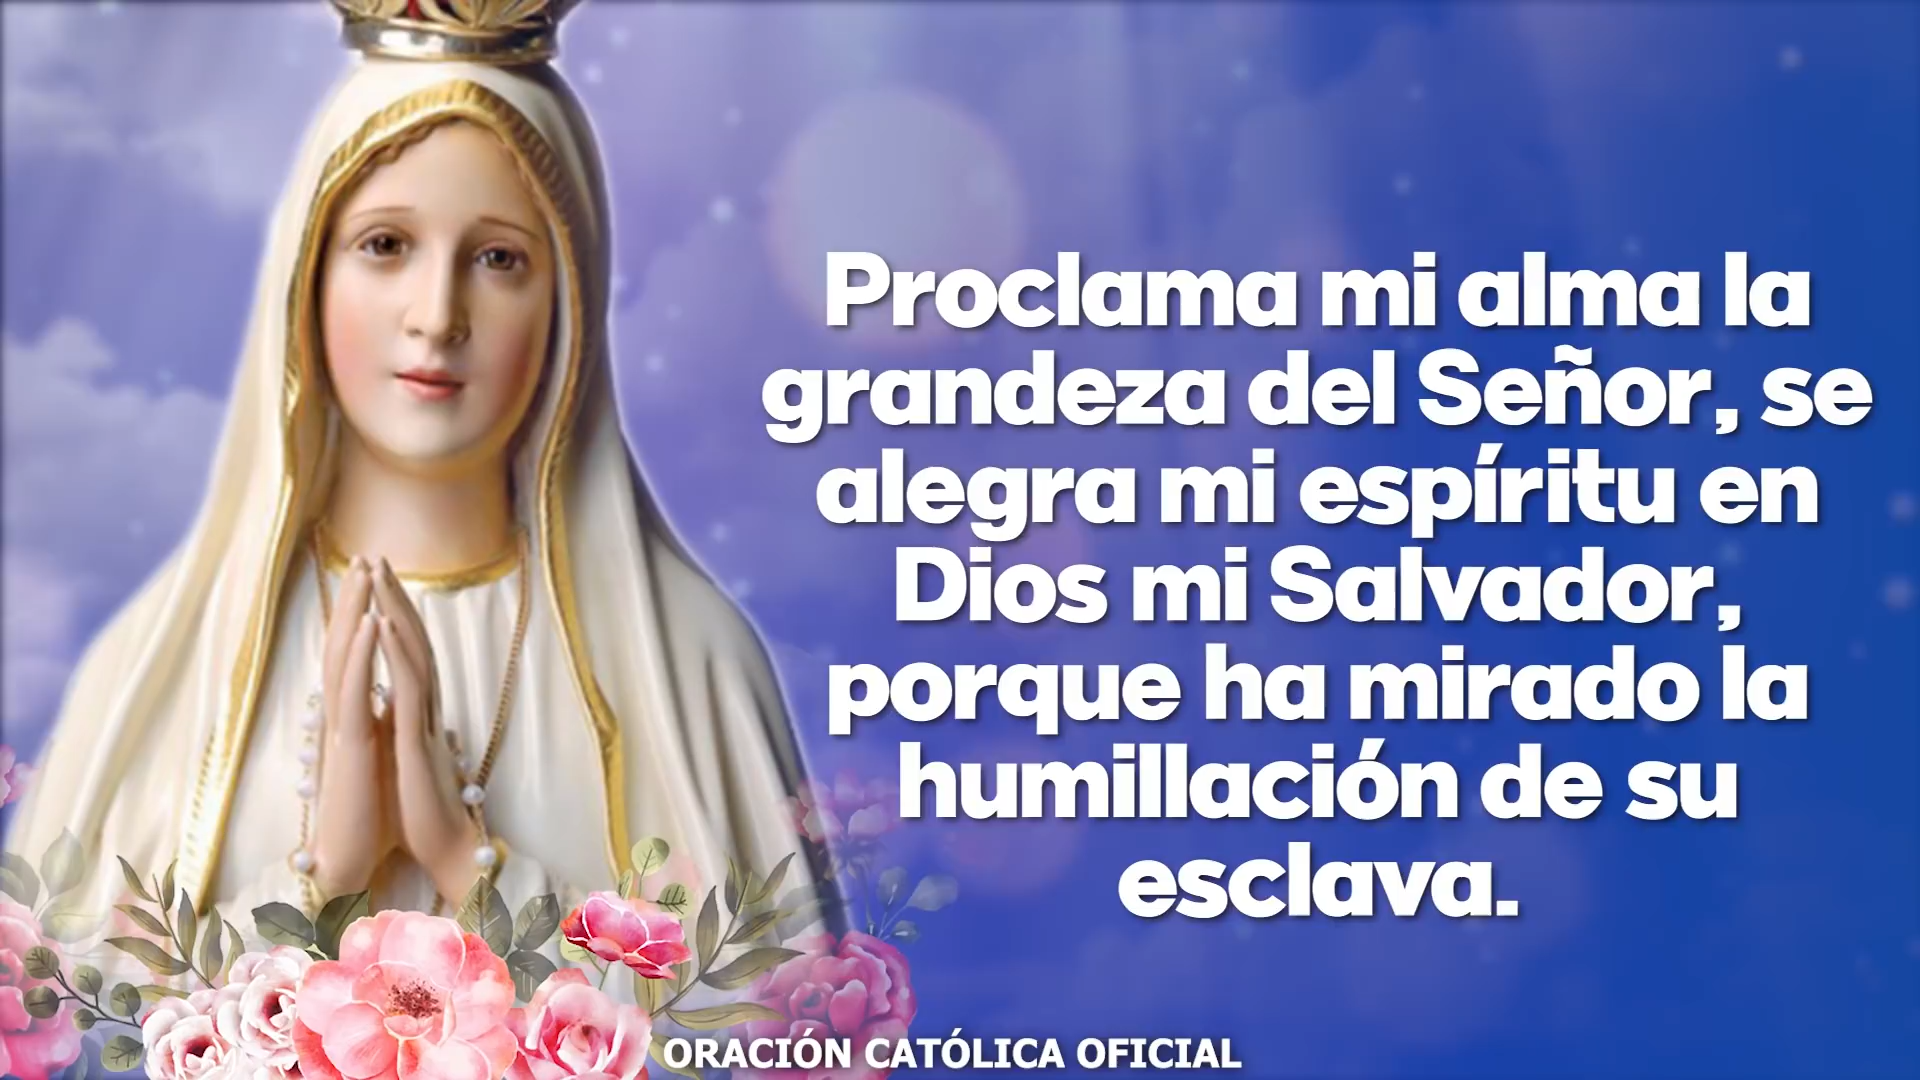 Proclama mi alma la
grandeza del Señor, se
alegra mi espíritu en
Dios mi Salvador,
porque ha mirado la
humillación de su
esclava.
ORACIÓN CATÓLICA OFICIAL